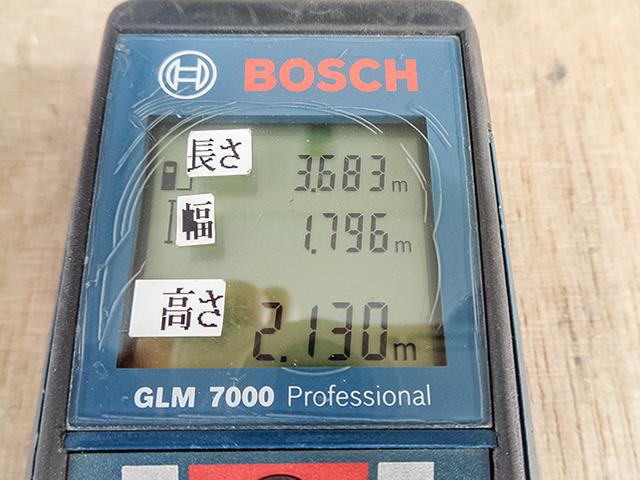 BOSCH
長さ 3.683 m
幅 1.796 m
高さ 2.130 m
GLM 7000 Professional